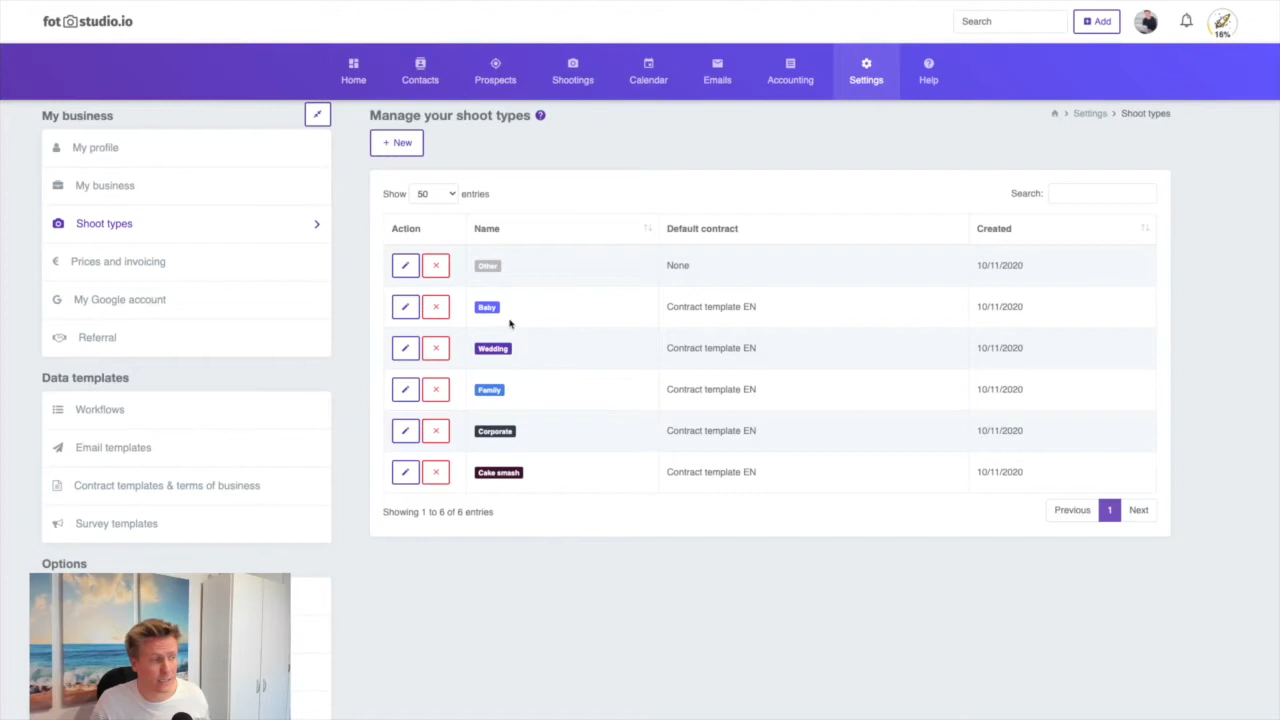 fotostudio.io
Search
Add
16%
Home
Contacts
Prospects
Shootings
Calendar
Emails
Accounting
Settings
Help
My business
My profile
My business
Shoot types
€ Prices and invoicing
G My Google account
Referral
Data templates
Workflows
Email templates
Contract templates & terms of business
Survey templates
Options
Manage your shoot types ?
Settings > Shoot types
+ New
Show 50 entries
Search:
Action Name Default contract Created
Other None 10/11/2020
Baby Contract template EN 10/11/2020
Wedding Contract template EN 10/11/2020
Family Contract template EN 10/11/2020
Corporate Contract template EN 10/11/2020
Cake smash Contract template EN 10/11/2020
Showing 1 to 6 of 6 entries
Previous 1 Next